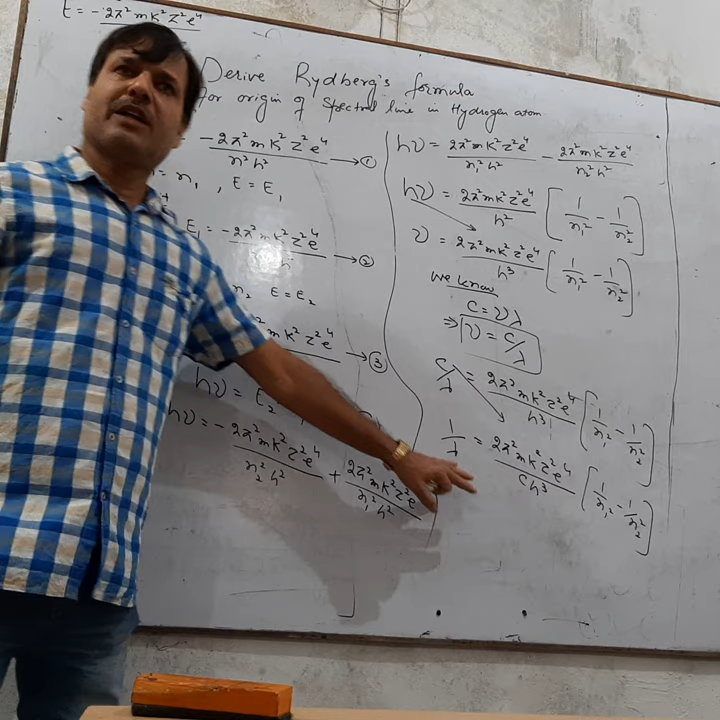 E = -2π²mk²z²e⁴
Derive Rydberg's formula
for origin of Spectral line in Hydrogen atom
-2π²mk²z²e⁴/n²h² → ①
= n₁, E = E₁
E₁ = -2π²mk²z²e⁴/h² → ②
n₂ E = E₂
mk²z²e⁴ → ③
hν = E₂
hν = -2π²mk²z²e⁴/n₂²h² + 2π²mk²z²e/n₁²h²
hν = 2π²mk²z²e⁴/n₁²h² - 2π²mk²z²e⁴/n₂²h²
hν = 2π²mk²z²e⁴/h² [1/n₁² - 1/n₂²]
ν = 2π²mk²z²e⁴/h³ [1/n₁² - 1/n₂²]
we know
c = νλ
⇒ ν = c/λ
c/λ = 2π²mk²z²e⁴/h³ [1/n₁² - 1/n₂²]
1/λ = 2π²mk²z²e⁴/ch³ [1/n₁² - 1/n₂²]